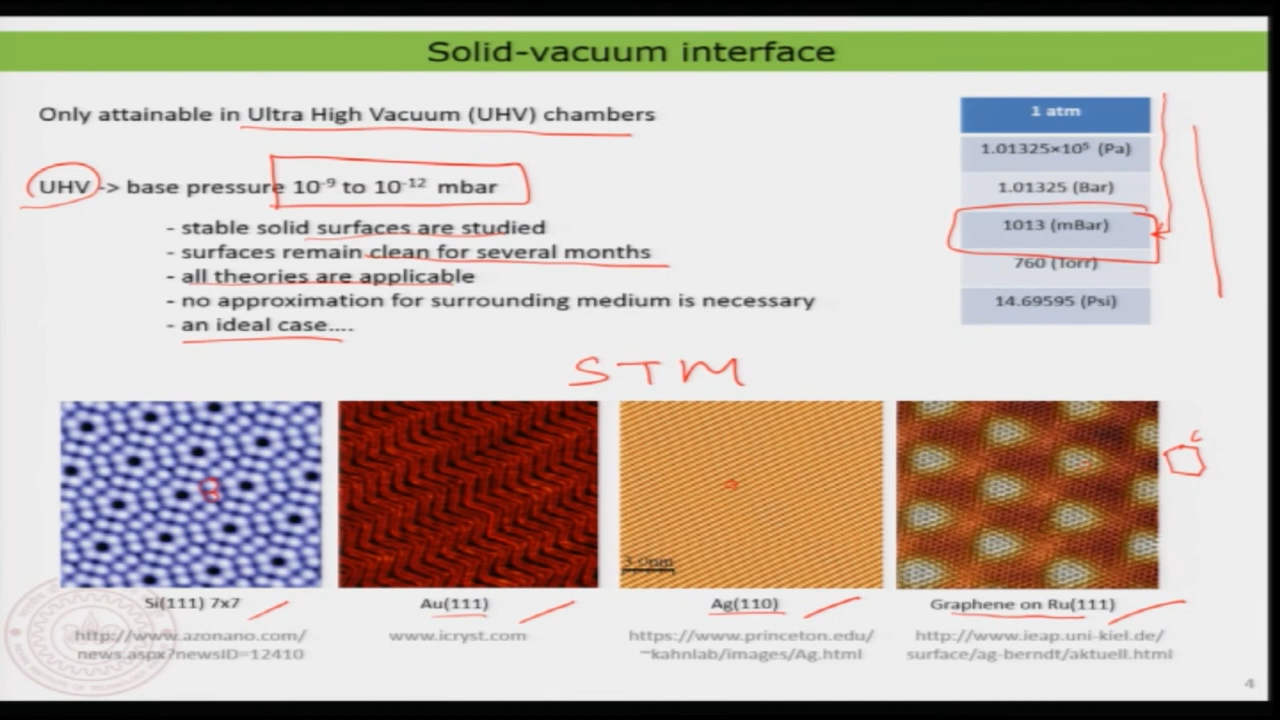 Solid-vacuum interface
Only attainable in Ultra High Vacuum (UHV) chambers
UHV -> base pressure 10⁻⁹ to 10⁻¹² mbar
- stable solid surfaces are studied
- surfaces remain clean for several months
- all theories are applicable
- no approximation for surrounding medium is necessary
- an ideal case....
1 atm
1.01325×10⁵ (Pa)
1.01325 (Bar)
1013 (mBar)
760 (Torr)
14.69595 (Psi)
STM
C
3.0nm
Si(111) 7x7
http://www.azonano.com/
news.aspx?newsID=12410
Au(111)
www.icryst.com
Ag(110)
https://www.princeton.edu/
~kahnlab/images/Ag.html
Graphene on Ru(111)
http://www.ieap.uni-kiel.de/
surface/ag-berndt/aktuell.html
4